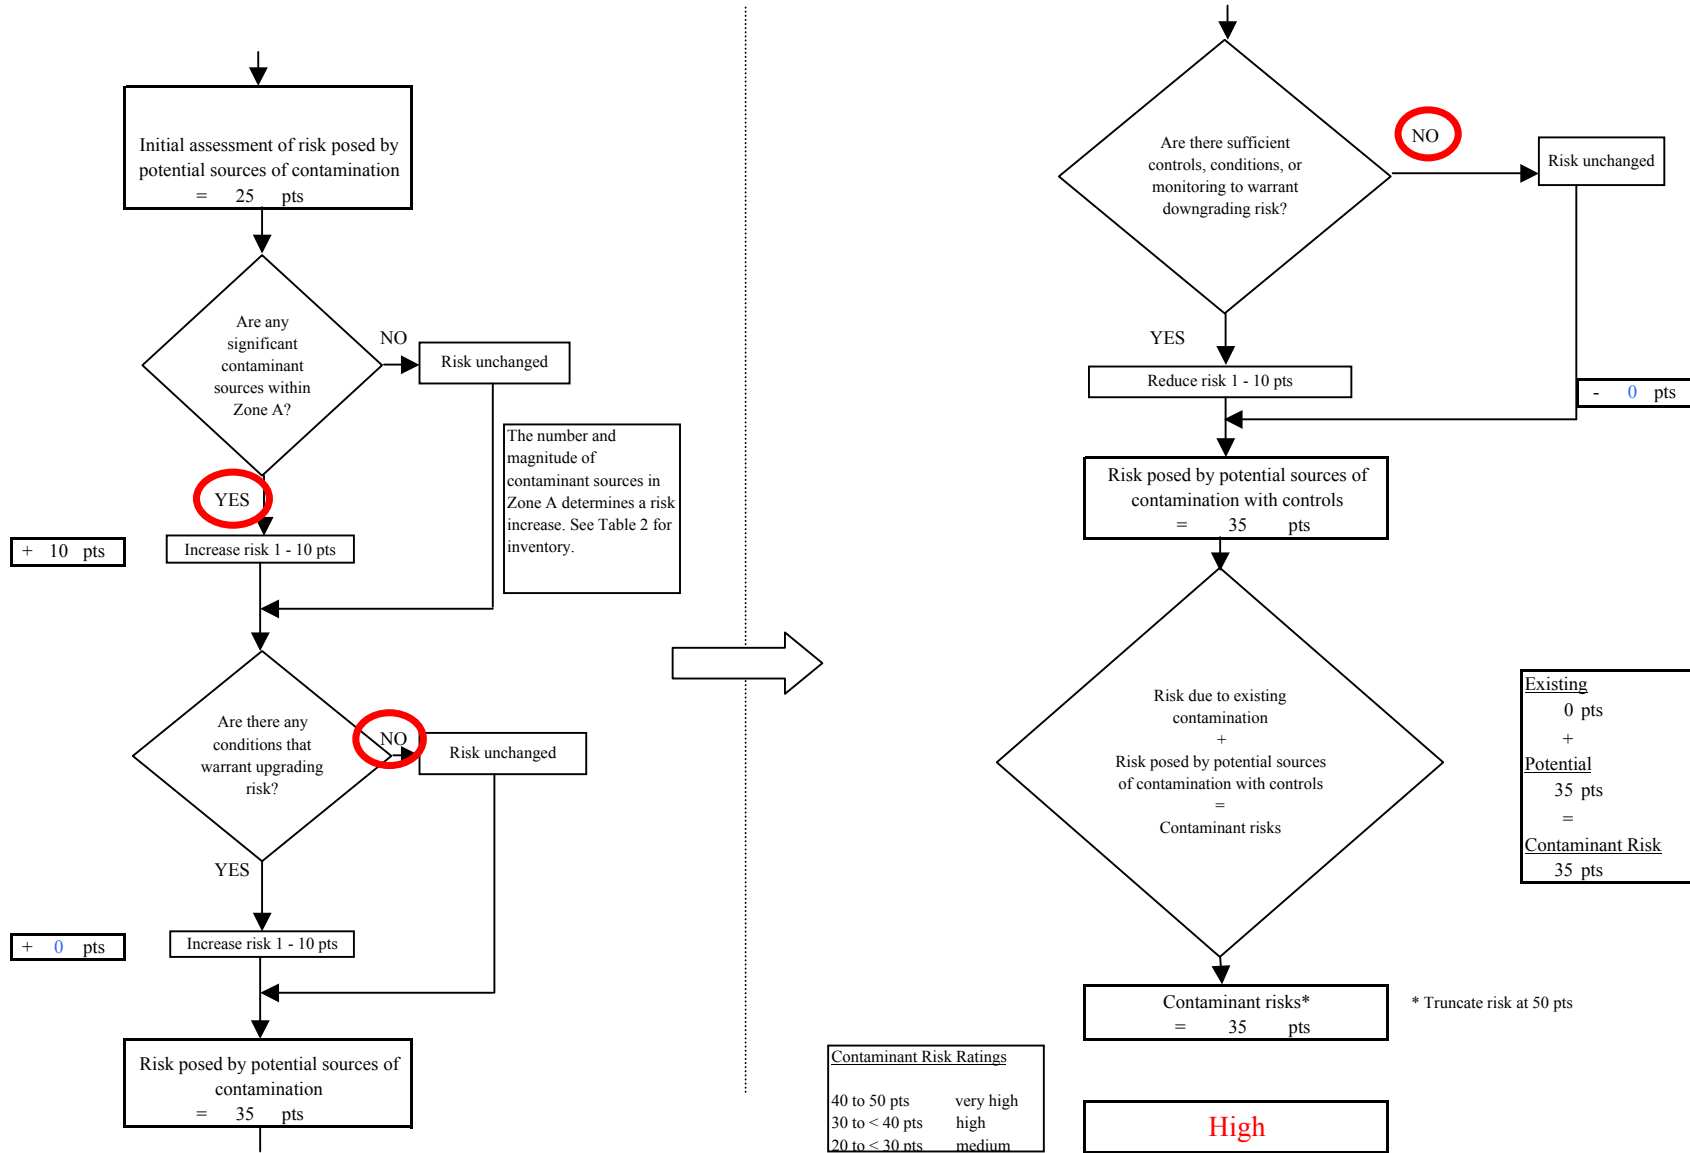 Initial assessment of risk posed by
potential sources of contamination
= 25 pts
Are any
significant
contaminant
sources within
Zone A?
NO
Risk unchanged
The number and
magnitude of
contaminant sources in
Zone A determines a risk
increase. See Table 2 for
inventory.
YES
+ 10 pts
Increase risk 1 - 10 pts
Are there any
conditions that
warrant upgrading
risk?
NO
Risk unchanged
YES
+ 0 pts
Increase risk 1 - 10 pts
Risk posed by potential sources of
contamination
= 35 pts
Are there sufficient
controls, conditions, or
monitoring to warrant
downgrading risk?
NO
Risk unchanged
YES
Reduce risk 1 - 10 pts
- 0 pts
Risk posed by potential sources of
contamination with controls
= 35 pts
Risk due to existing
contamination
+
Risk posed by potential sources
of contamination with controls
=
Contaminant risks
Existing
0 pts
+
Potential
35 pts
=
Contaminant Risk
35 pts
Contaminant risks*
= 35 pts
* Truncate risk at 50 pts
Contaminant Risk Ratings
40 to 50 pts very high
30 to < 40 pts high
20 to < 30 pts medium
High